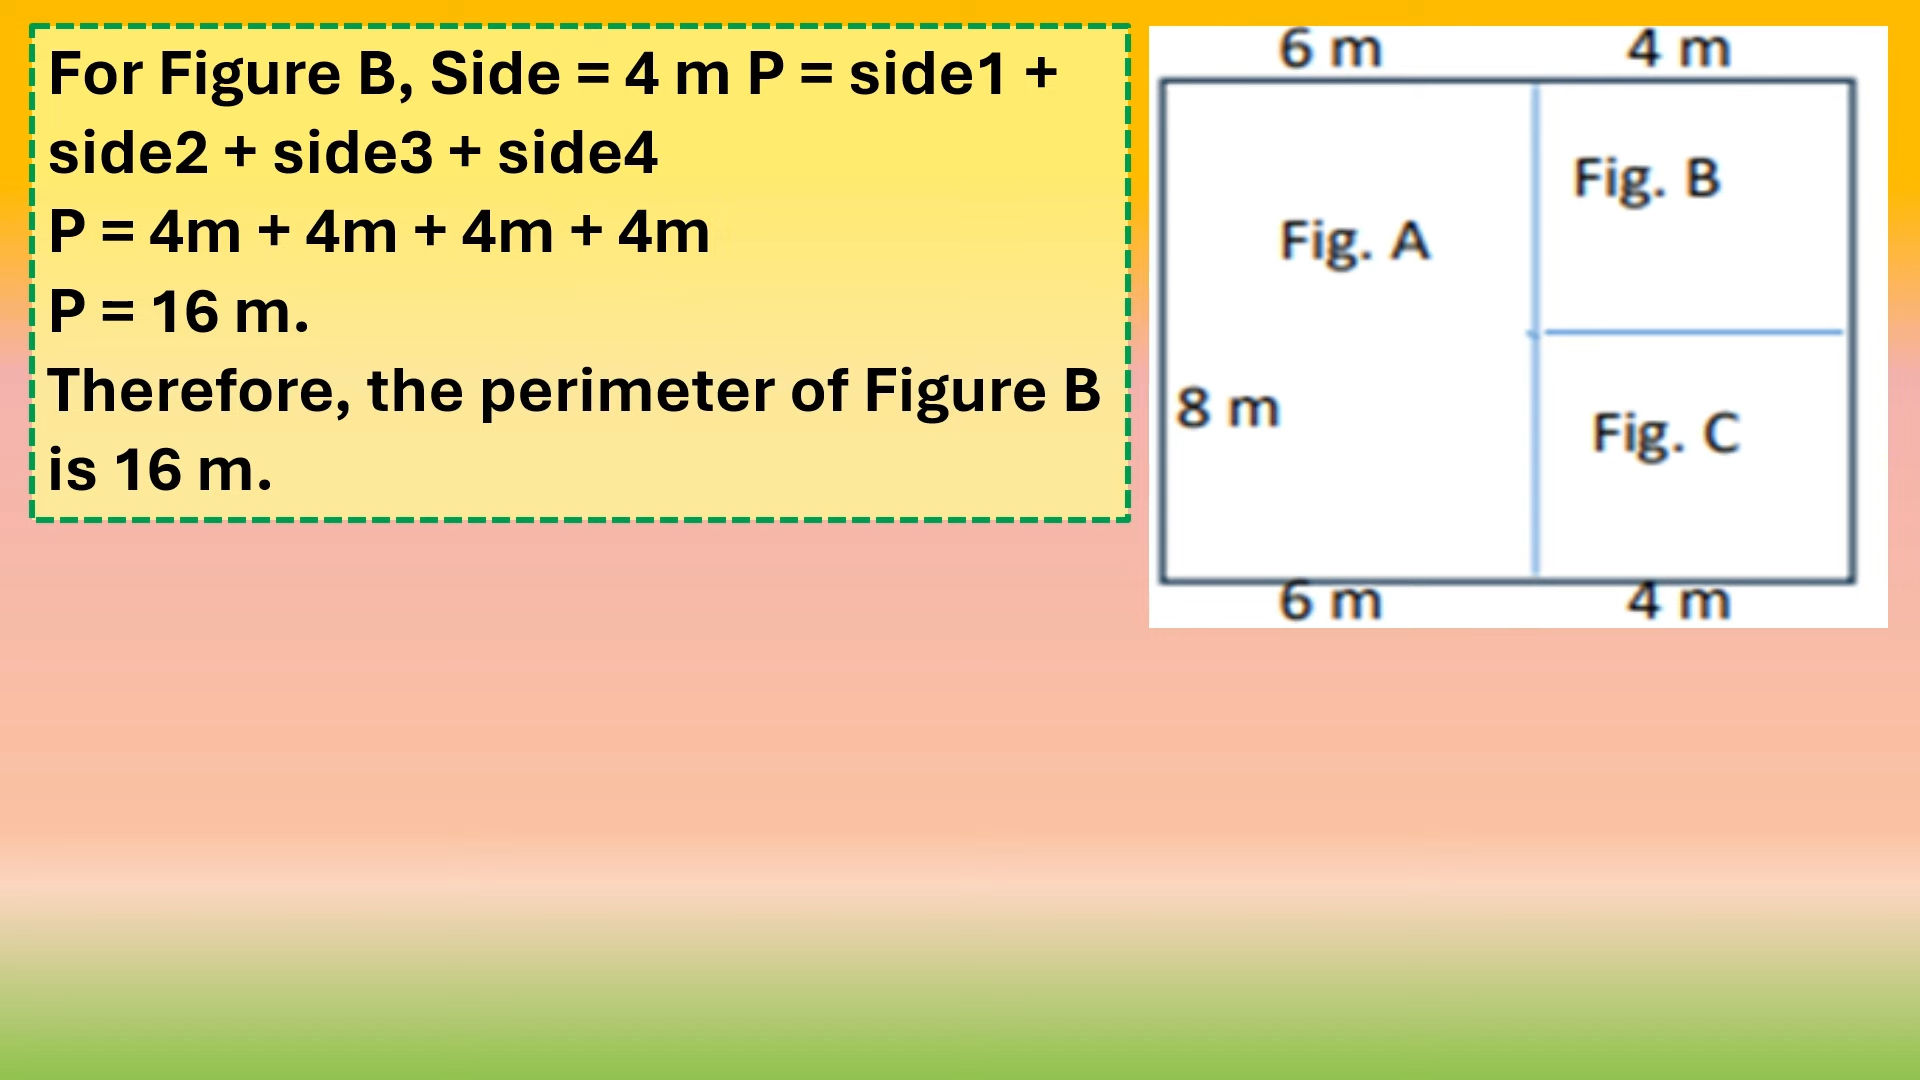 For Figure B, Side = 4 m P = side1 +
side2 + side3 + side4
P = 4m + 4m + 4m + 4m
P = 16 m.
Therefore, the perimeter of Figure B
is 16 m.
6 m 4 m
Fig. B
Fig. A
8 m
Fig. C
6 m 4 m